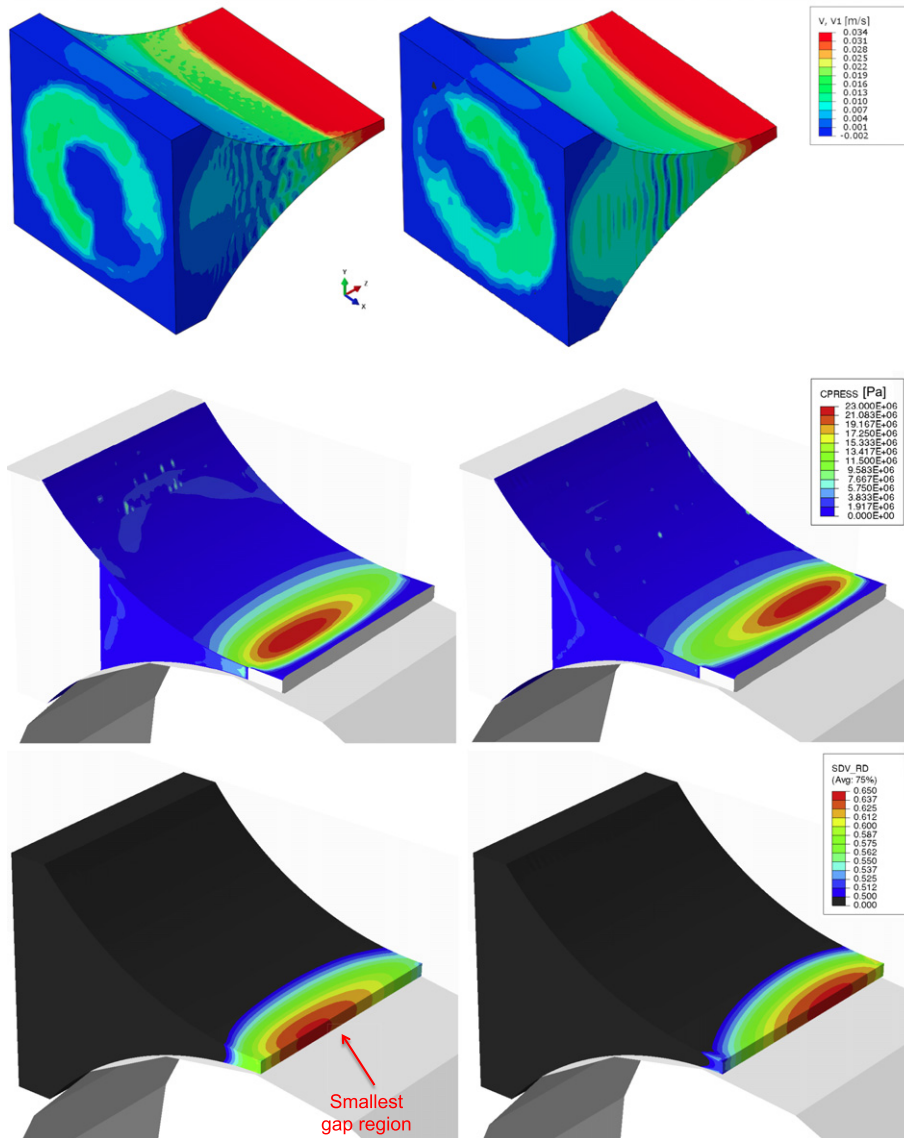 V, V1 [m/s]
0.034
0.031
0.028
0.025
0.022
0.019
0.016
0.013
0.010
0.007
0.004
0.001
-0.002
Y
Z
X
CPRESS [Pa]
23.000E+06
21.083E+06
19.167E+06
17.250E+06
15.333E+06
13.417E+06
11.500E+06
9.583E+06
7.667E+06
5.750E+06
3.833E+06
1.917E+06
0.000E+00
SDV_RD
(Avg: 75%)
0.650
0.637
0.625
0.612
0.600
0.587
0.575
0.562
0.550
0.537
0.525
0.512
0.500
0.000
Smallest
gap region